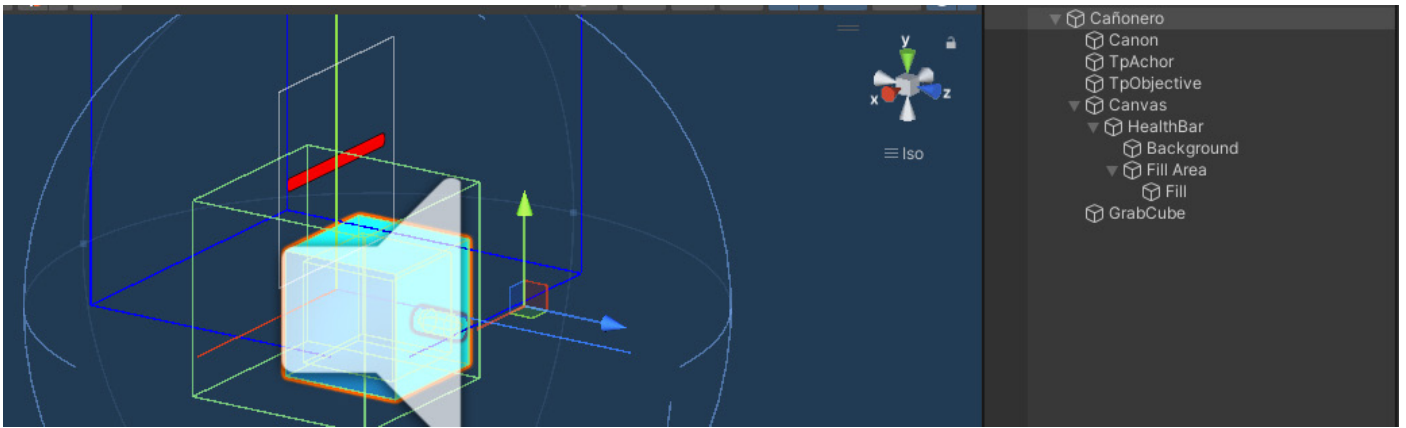 y
x
z
Iso
Cañonero
Canon
TpAchor
TpObjective
Canvas
HealthBar
Background
Fill Area
Fill
GrabCube